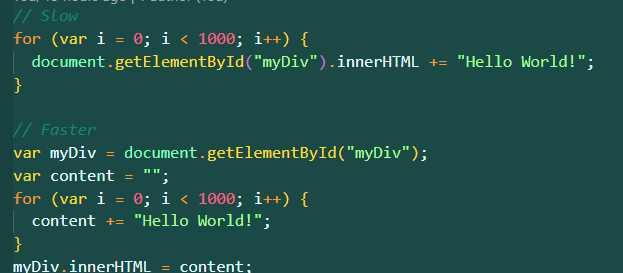 // Slow
for (var i = 0; i < 1000; i++) {
  document.getElementById("myDiv").innerHTML += "Hello World!";
}

// Faster
var myDiv = document.getElementById("myDiv");
var content = "";
for (var i = 0; i < 1000; i++) {
  content += "Hello World!";
}
myDiv.innerHTML = content;